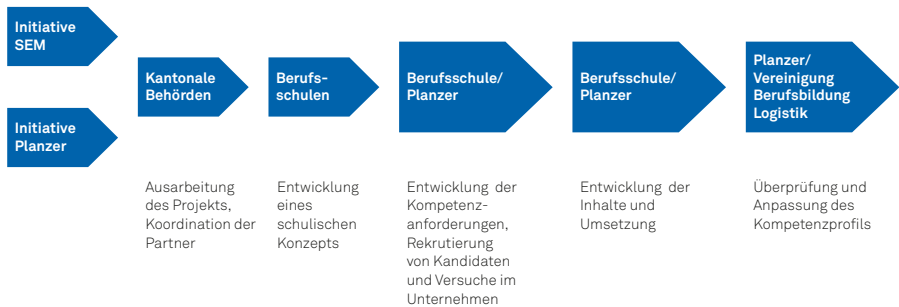 Initiative
SEM
Initiative
Planzer
Kantonale
Behörden
Berufs-
schulen
Berufsschule/
Planzer
Berufsschule/
Planzer
Planzer/
Vereinigung
Berufsbildung
Logistik
Ausarbeitung
des Projekts,
Koordination der
Partner
Entwicklung
eines
schulischen
Konzepts
Entwicklung der
Kompetenz-
anforderungen,
Rekrutierung
von Kandidaten
und Versuche im
Unternehmen
Entwicklung der
Inhalte und
Umsetzung
Überprüfung und
Anpassung des
Kompetenzprofils